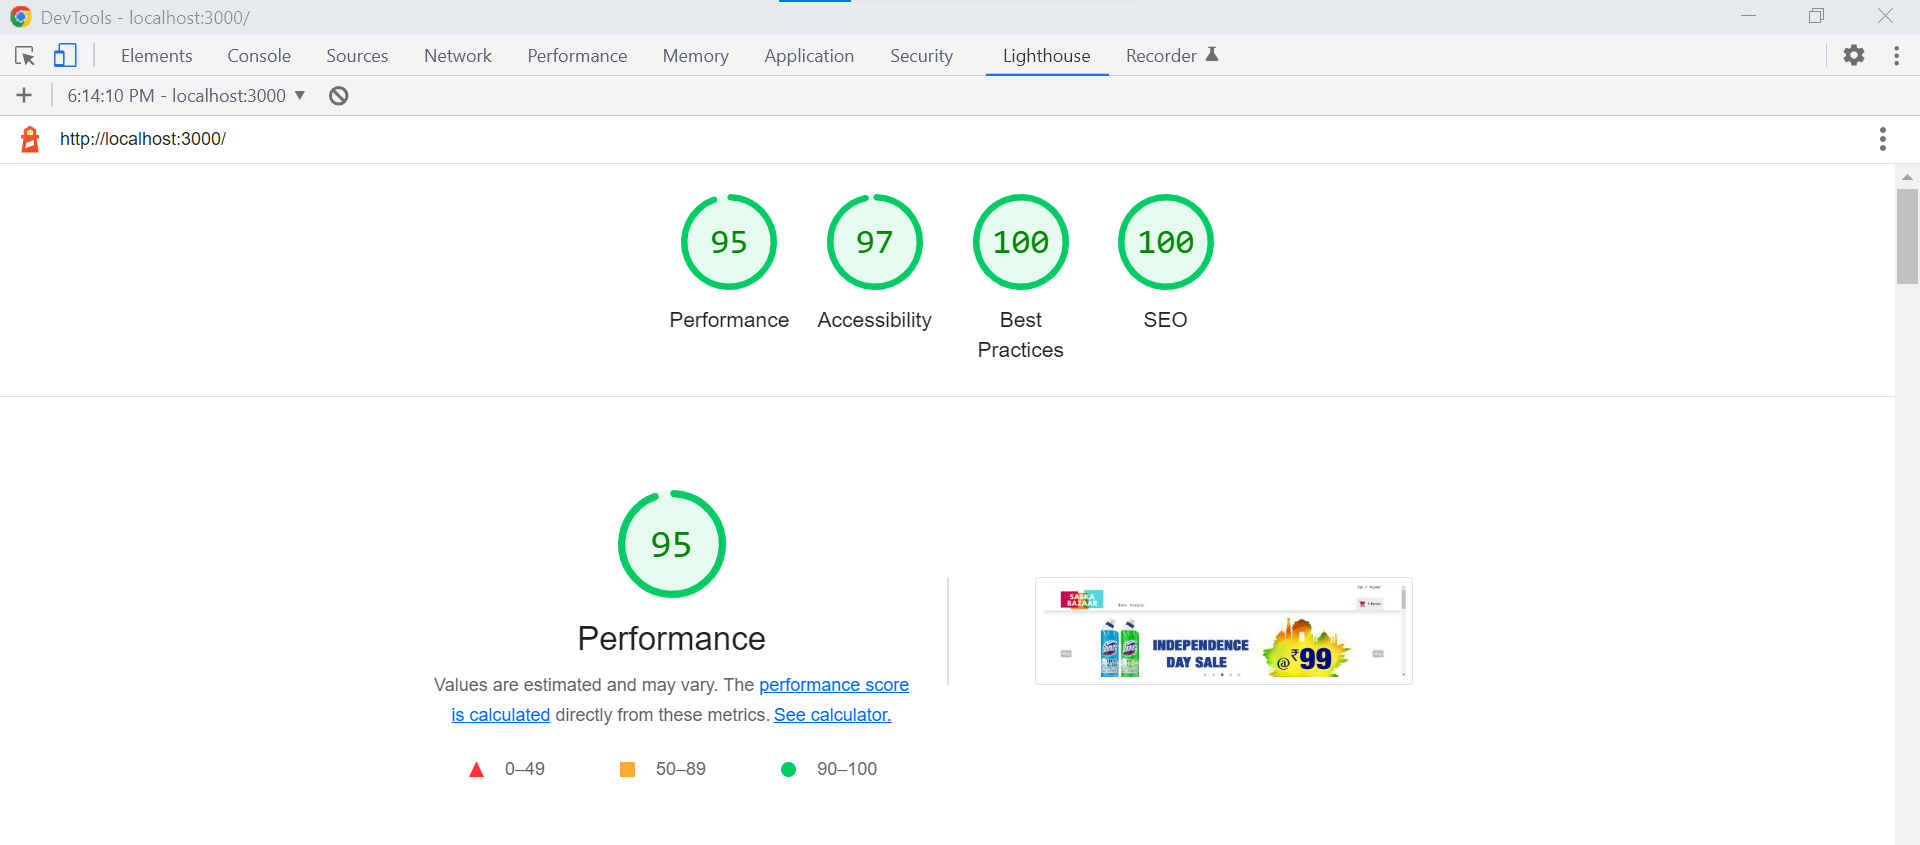 DevTools - localhost:3000/
Elements Console Sources Network Performance Memory Application Security Lighthouse Recorder
6:14:10 PM - localhost:3000
http://localhost:3000/
95 97 100 100
Performance Accessibility Best Practices SEO
95
Performance
Values are estimated and may vary. The performance score
is calculated directly from these metrics. See calculator.
0–49 50–89 90–100
SABKA
BAZAAR
INDEPENDENCE
DAY SALE
@ ₹99